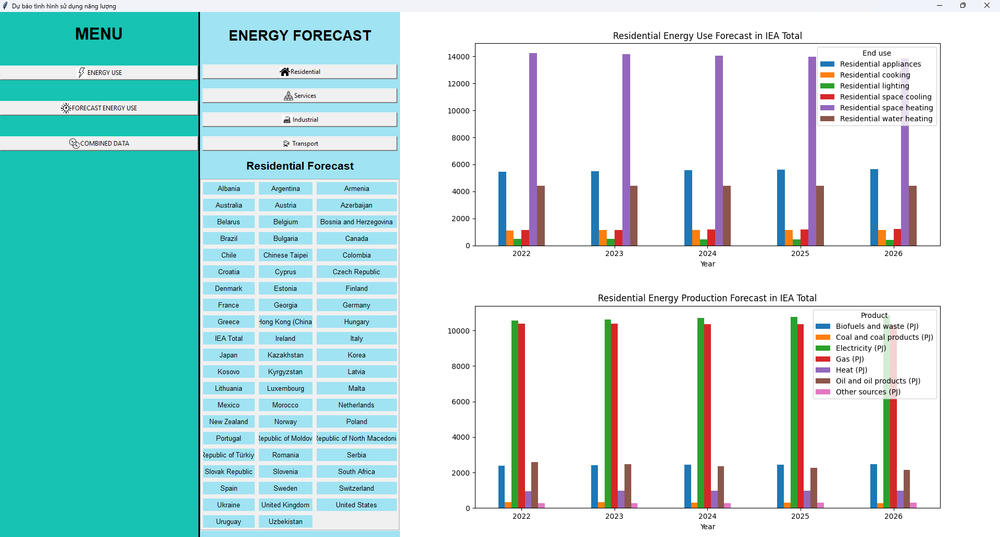 Dự báo tình hình sử dụng năng lượng
MENU
ENERGY USE
FORECAST ENERGY USE
COMBINED DATA
ENERGY FORECAST
Residential
Services
Industrial
Transport
Residential Forecast
Albania Argentina Armenia
Australia Austria Azerbaijan
Belarus Belgium Bosnia and Herzegovina
Brazil Bulgaria Canada
Chile Chinese Taipei Colombia
Croatia Cyprus Czech Republic
Denmark Estonia Finland
France Georgia Germany
Greece Hong Kong (China Hungary
IEA Total Ireland Italy
Japan Kazakhstan Korea
Kosovo Kyrgyzstan Latvia
Lithuania Luxembourg Malta
Mexico Morocco Netherlands
New Zealand Norway Poland
Portugal Republic of Moldov Republic of North Macedoni
Republic of Türkiy Romania Serbia
Slovak Republic Slovenia South Africa
Spain Sweden Switzerland
Ukraine United Kingdom United States
Uruguay Uzbekistan
Residential Energy Use Forecast in IEA Total
14000
12000
10000
8000
6000
4000
2000
0
End use
Residential appliances
Residential cooking
Residential lighting
Residential space cooling
Residential space heating
Residential water heating
2022 2023 2024 2025 2026
Year
Residential Energy Production Forecast in IEA Total
10000
8000
6000
4000
2000
0
Product
Biofuels and waste (PJ)
Coal and coal products (PJ)
Electricity (PJ)
Gas (PJ)
Heat (PJ)
Oil and oil products (PJ)
Other sources (PJ)
2022 2023 2024 2025 2026
Year